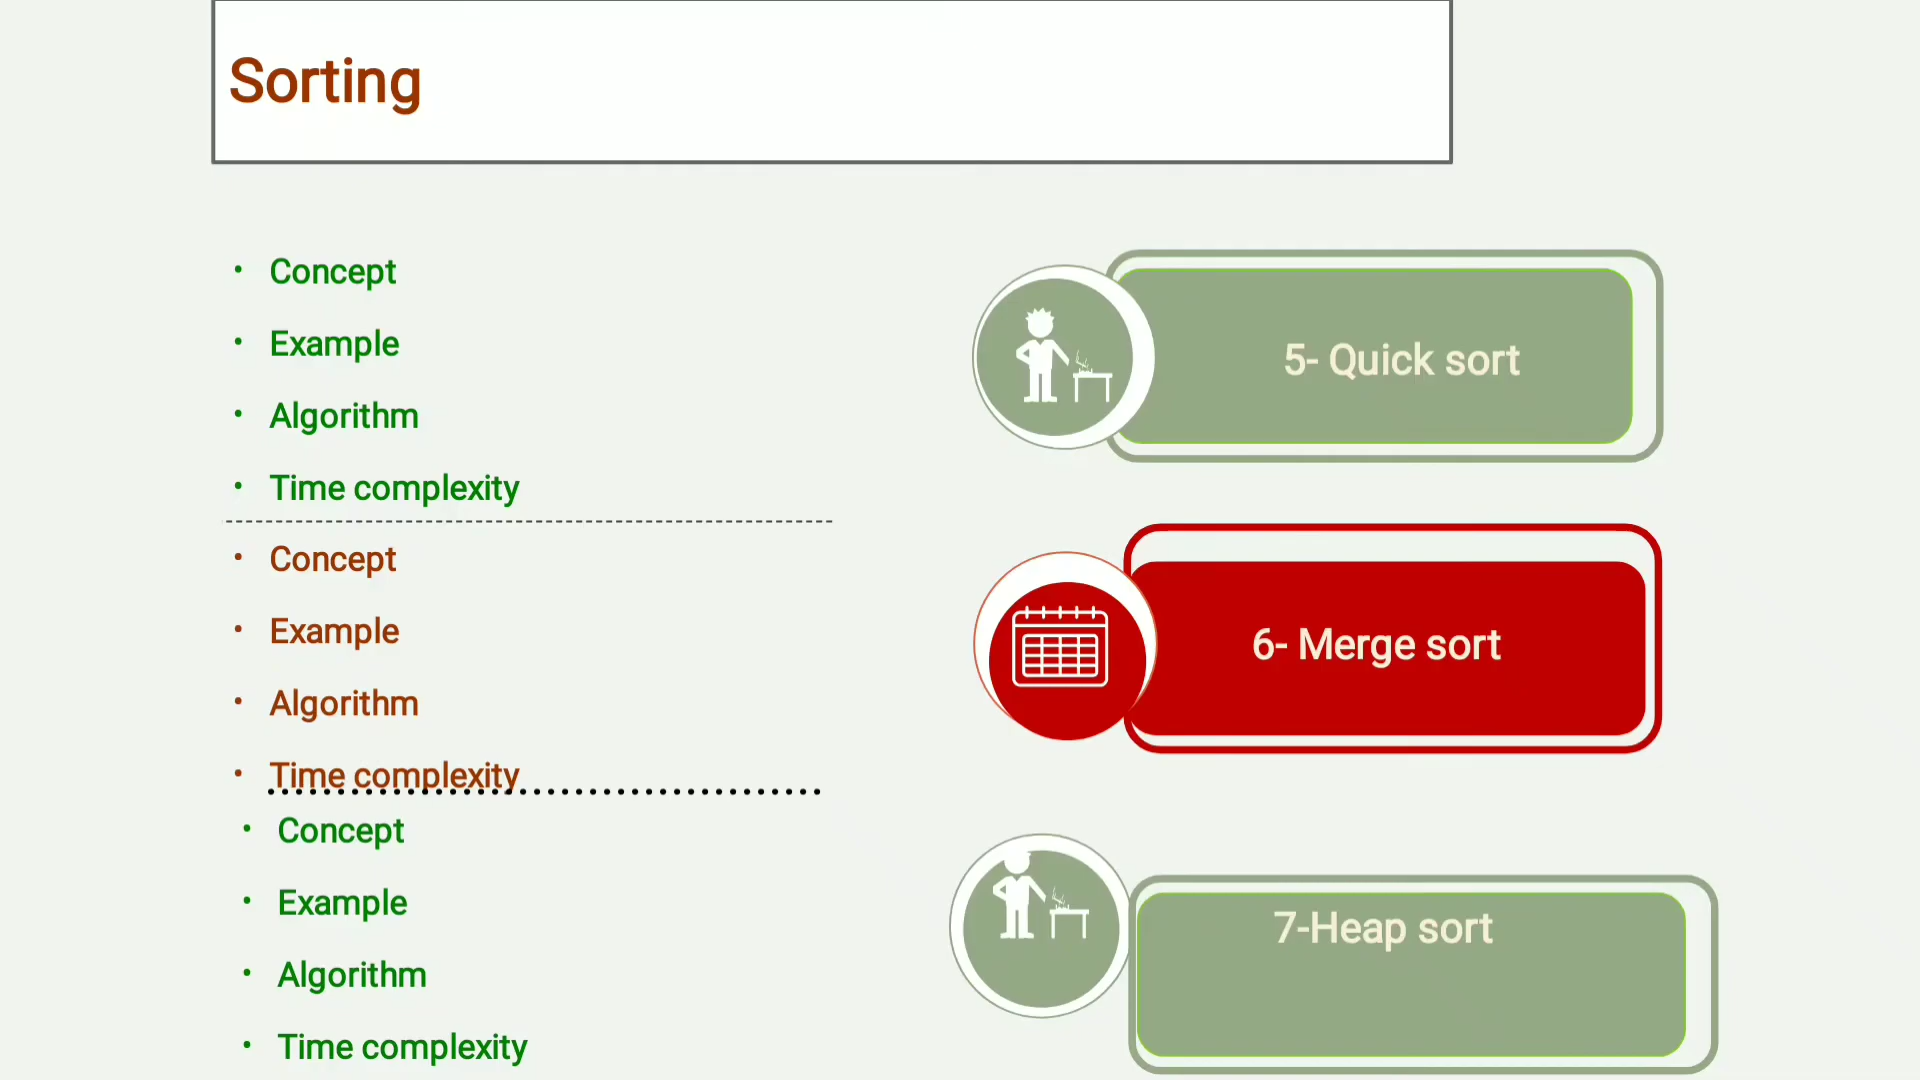 Sorting
• Concept
• Example
• Algorithm
• Time complexity
5- Quick sort
• Concept
• Example
• Algorithm
• Time complexity
6- Merge sort
• Concept
• Example
• Algorithm
• Time complexity
7-Heap sort